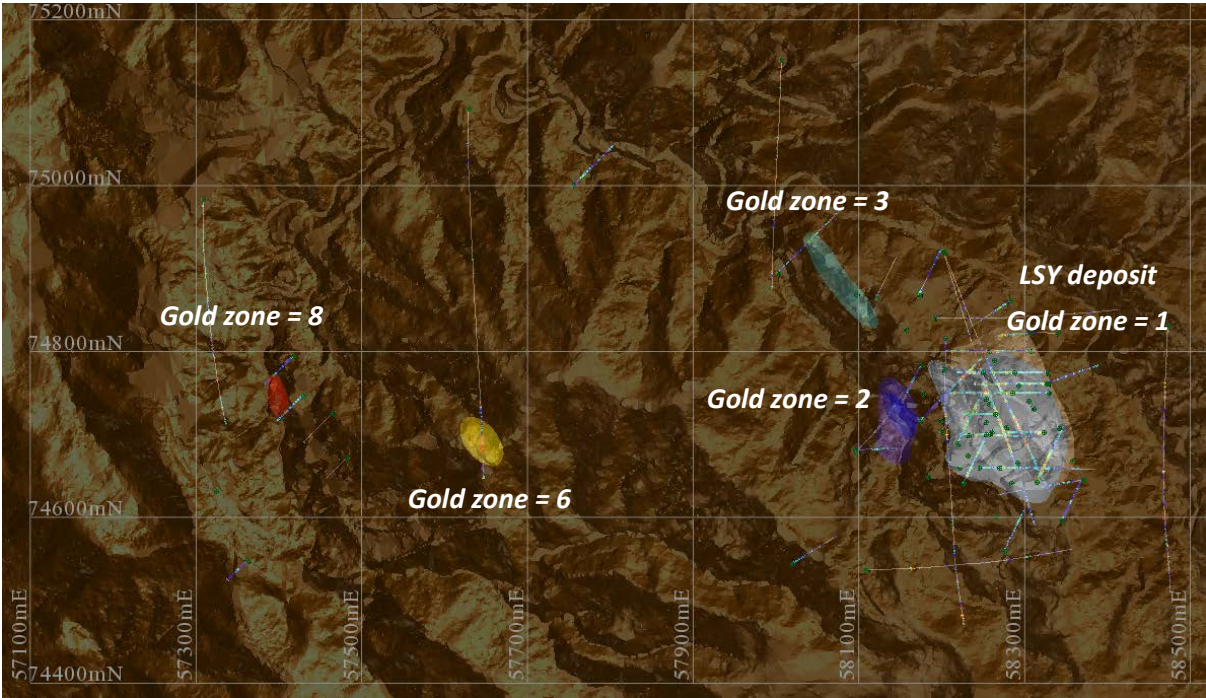 75200mN
75000mN
Gold zone = 3
LSY deposit
Gold zone = 8
Gold zone = 1
74800mN
Gold zone = 2
Gold zone = 6
74600mN
57100mE
57300mE
57500mE
57700mE
57900mE
58100mE
58300mE
58500mE
74400mN